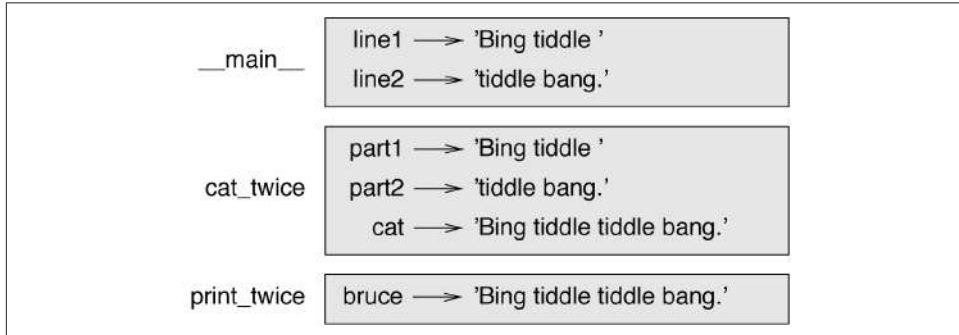 __main__
line1 → 'Bing tiddle '
line2 → 'tiddle bang.'
cat_twice
part1 → 'Bing tiddle '
part2 → 'tiddle bang.'
cat → 'Bing tiddle tiddle bang.'
print_twice
bruce → 'Bing tiddle tiddle bang.'